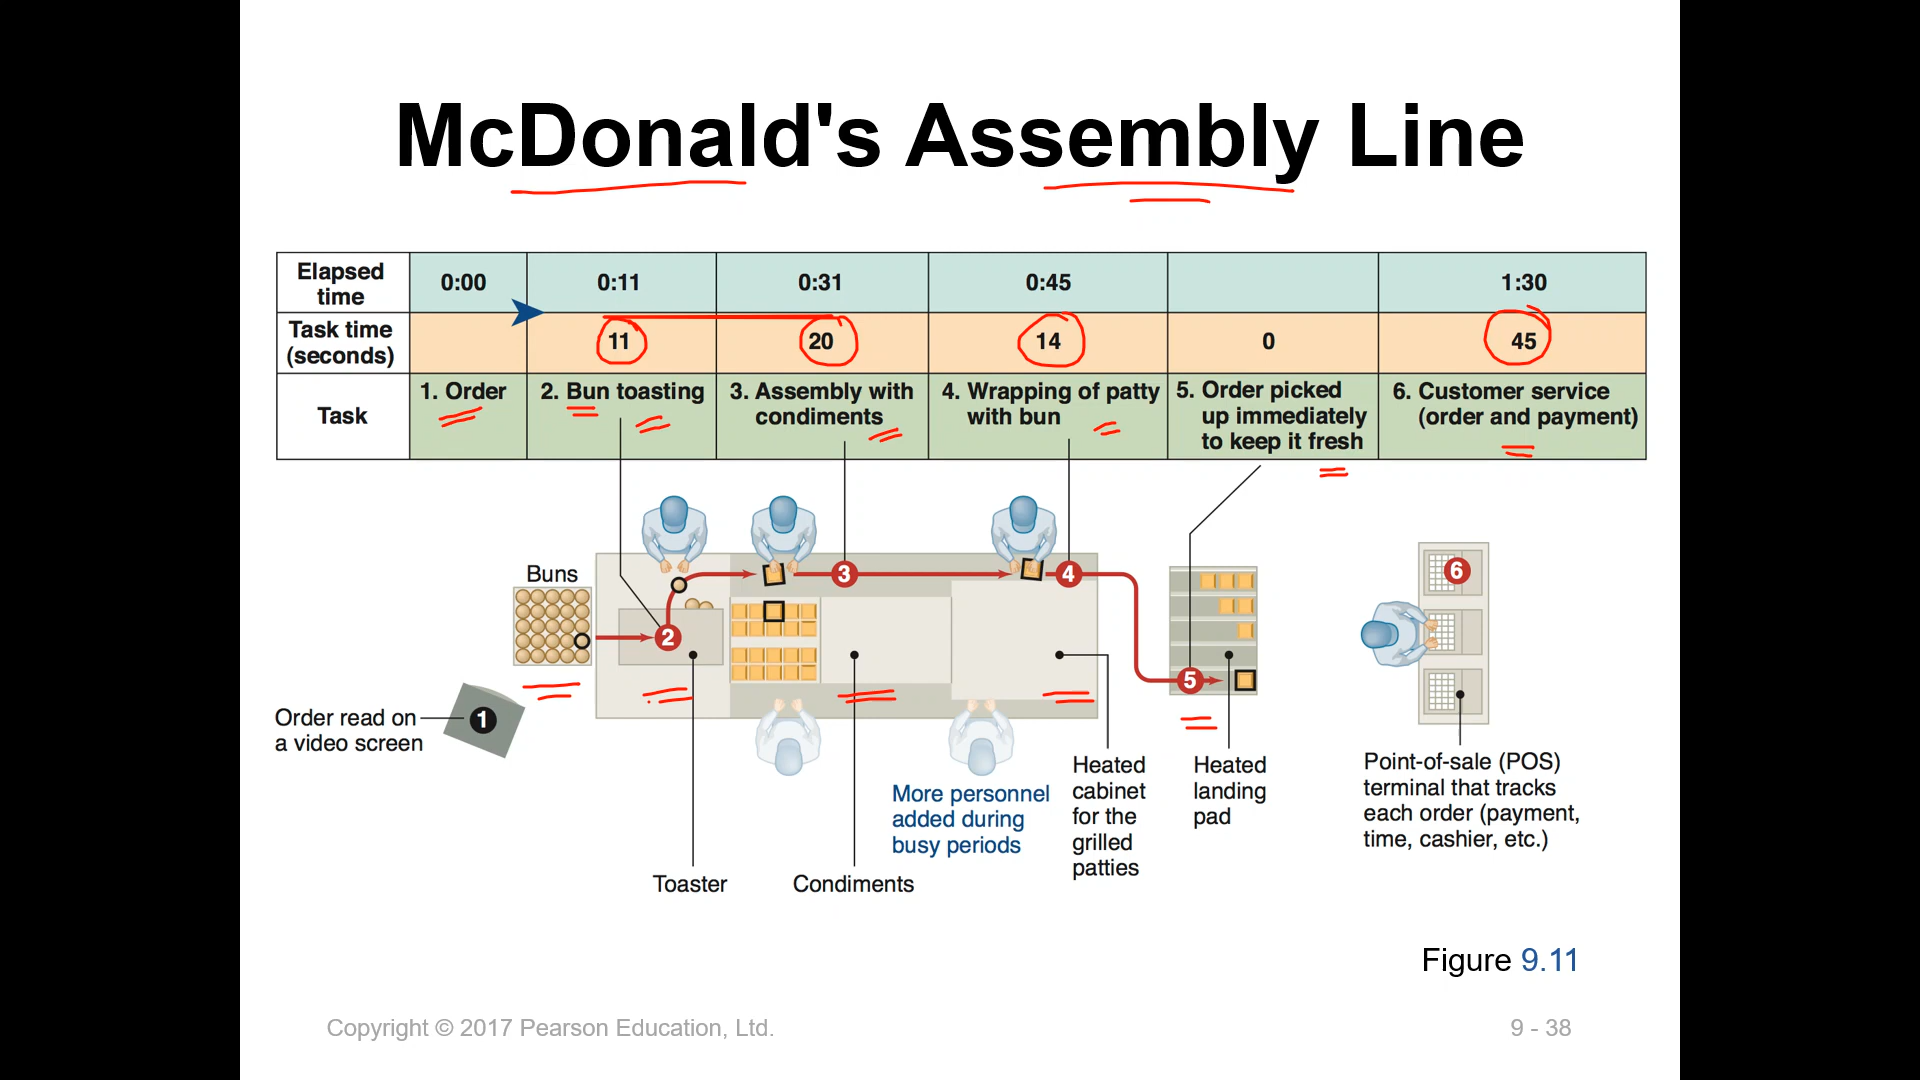 McDonald's Assembly Line
Elapsed time
0:00
0:11
0:31
0:45
1:30
Task time (seconds)
11
20
14
0
45
Task
1. Order
2. Bun toasting
3. Assembly with
condiments
4. Wrapping of patty
with bun
5. Order picked
up immediately
to keep it fresh
6. Customer service
(order and payment)
Buns
2
3
4
5
6
Order read on
a video screen
1
Toaster
Condiments
More personnel
added during
busy periods
Heated
cabinet
for the
grilled
patties
Heated
landing
pad
Point-of-sale (POS)
terminal that tracks
each order (payment,
time, cashier, etc.)
Figure 9.11
Copyright © 2017 Pearson Education, Ltd.
9 - 38